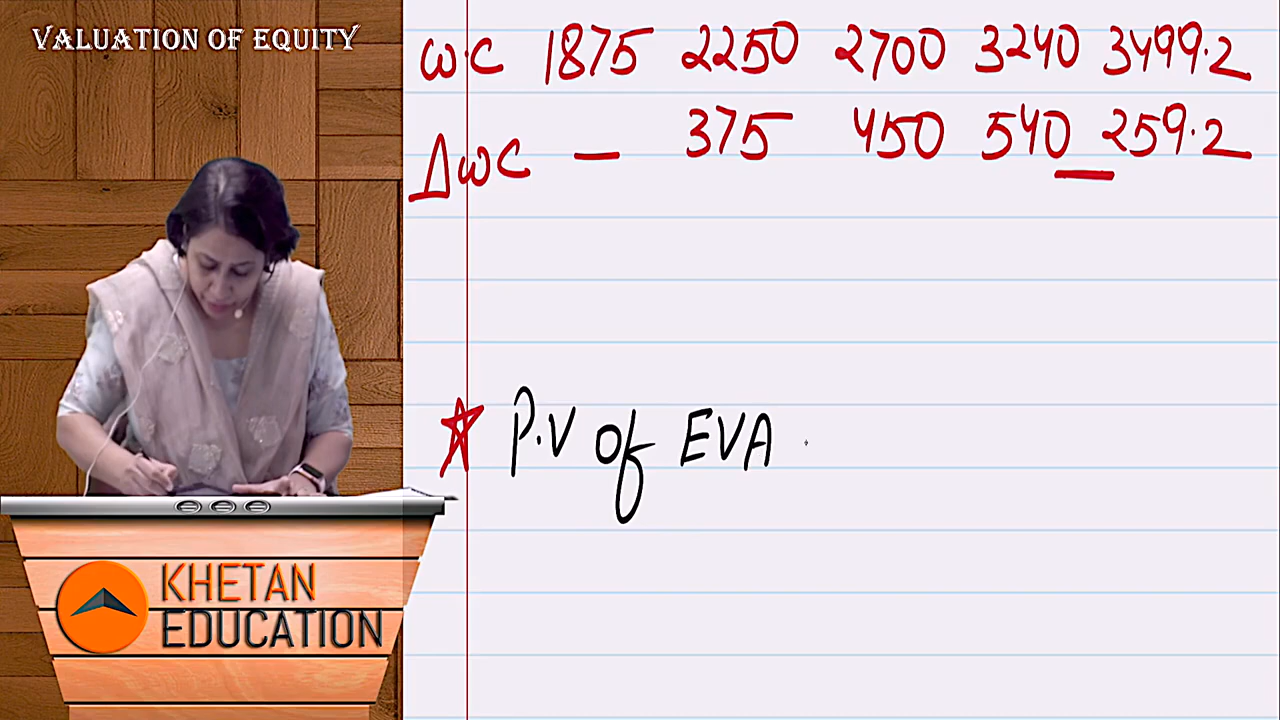 VALUATION OF EQUITY
W.C 1875 2250 2700 3240 3499.2
ΔWC — 375 450 540 259.2
P.V of EVA
KHETAN
EDUCATION